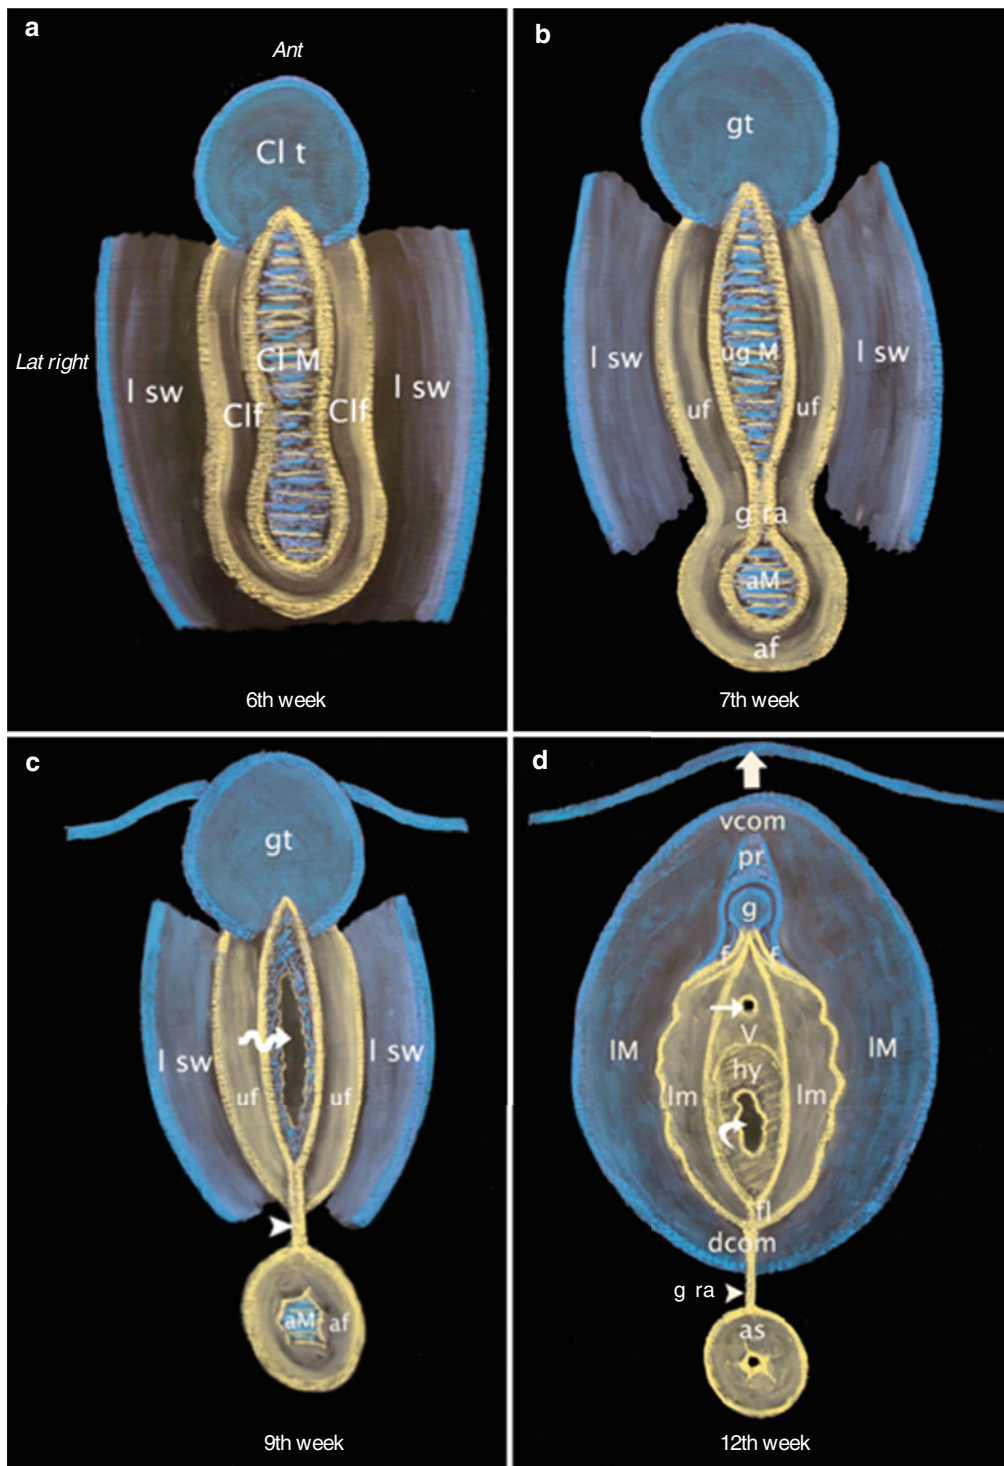 a
Ant
Cl t
Lat right
l sw
Clf
Cl M
Clf
l sw
6th week
b
gt
l sw
uf
ug M
uf
l sw
g ra
aM
af
7th week
c
gt
l sw
uf
uf
l sw
aM
af
9th week
d
vcom
pr
g
f
f
V
hy
lM
lm
lm
lM
fl
dcom
g ra
as
12th week